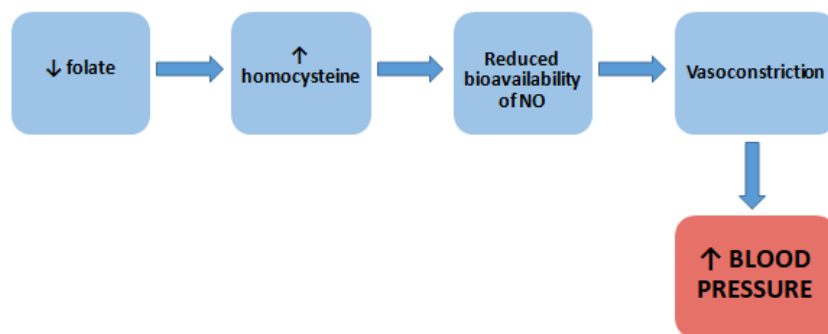 ↓ folate
↑
homocysteine
Reduced
bioavailability
of NO
Vasoconstriction
↑ BLOOD
PRESSURE